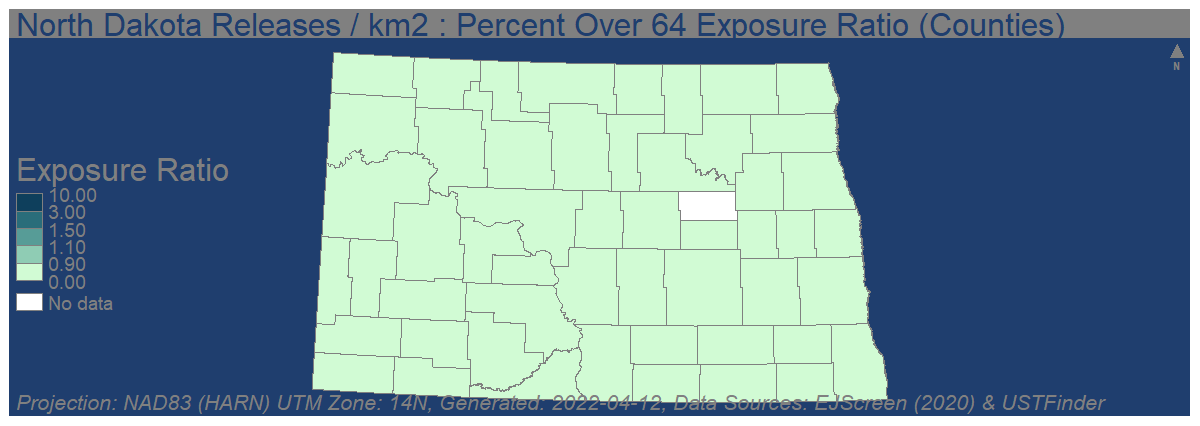 North Dakota Releases / km2 : Percent Over 64 Exposure Ratio (Counties)
N
Exposure Ratio
10.00
3.00
1.50
1.10
0.90
0.00
No data
Projection: NAD83 (HARN) UTM Zone: 14N, Generated: 2022-04-12, Data Sources: EJScreen (2020) & USTFinder